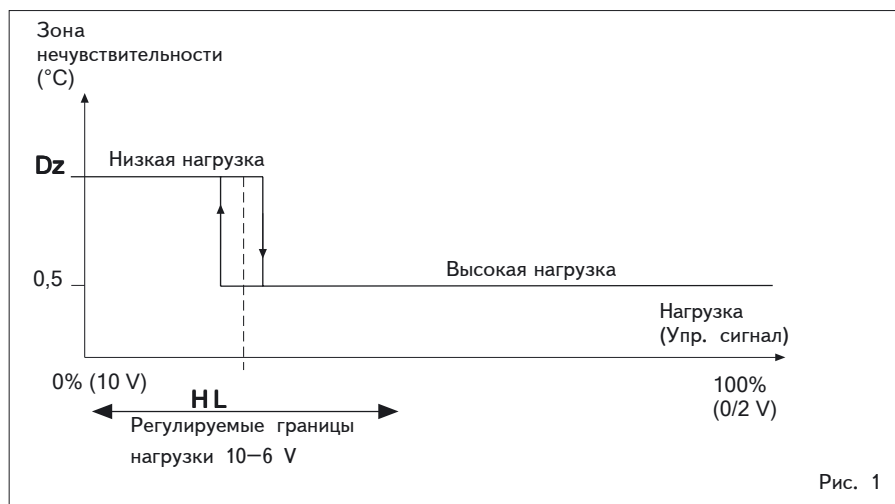 Зона
нечувствительности
(°C)
Dz
Низкая нагрузка
0,5
Высокая нагрузка
Нагрузка
(Упр. сигнал)
0% (10 V)
100%
(0/2 V)
HL
Регулируемые границы
нагрузки 10−6 V
Рис. 1